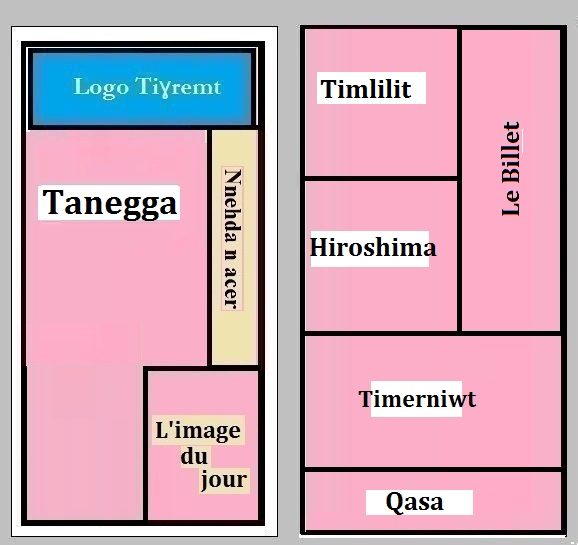 Logo Tiɣremt
Tanegga
Nnehda n acer
L'image
du
jour
Timlilit
Le Billet
Hiroshima
Timerniwt
Qasa